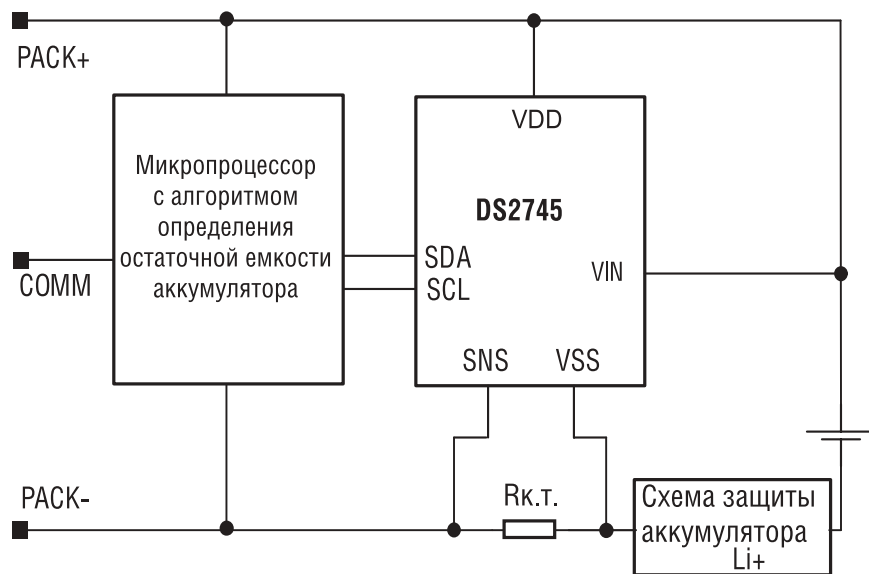 PACK+
VDD
Микропроцессор
с алгоритмом
определения
остаточной емкости
аккумулятора
DS2745
COMM
SDA
SCL
VIN
SNS
VSS
PACK-
Rк.т.
Схема защиты
аккумулятора
Li+